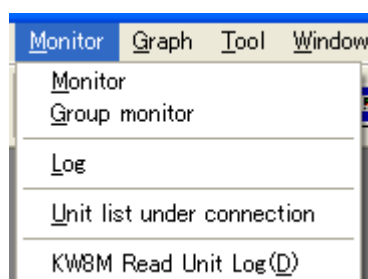 Monitor Graph Tool Window
Monitor
Group monitor
Log
Unit list under connection
KW8M Read Unit Log(D)